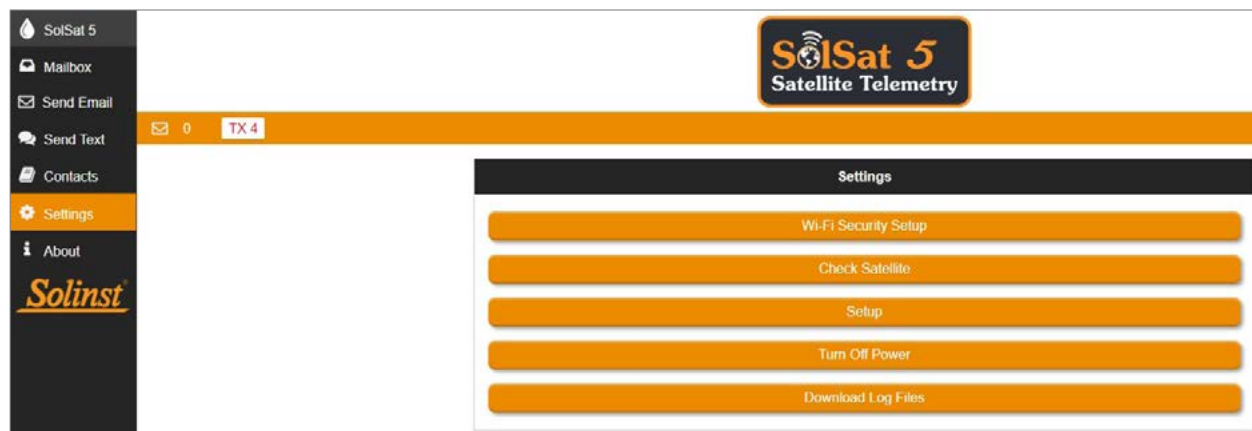 SolSat 5
Mailbox
Send Email
Send Text
Contacts
Settings
About
Solinst®
SolSat 5
Satellite Telemetry
0 TX 4
Settings
Wi-Fi Security Setup
Check Satellite
Setup
Turn Off Power
Download Log Files